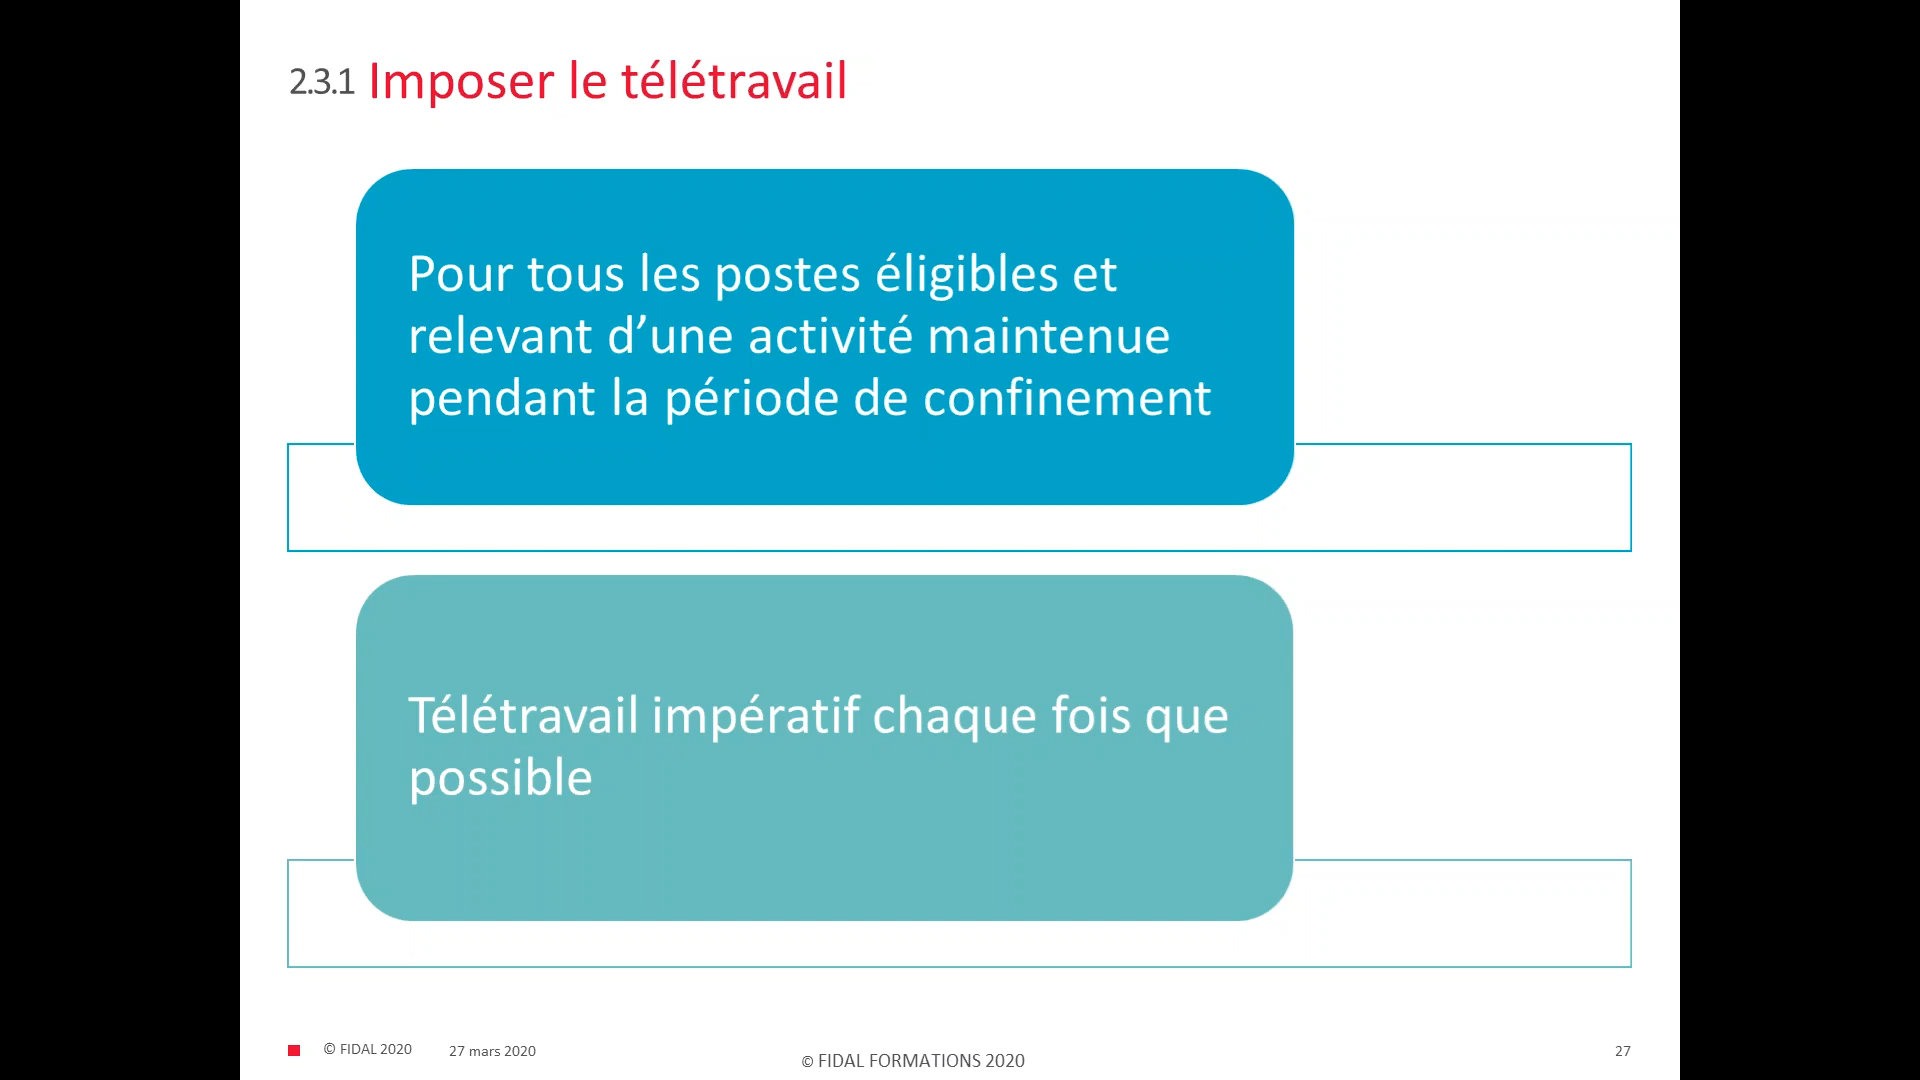 2.3.1 Imposer le télétravail
Pour tous les postes éligibles et
relevant d’une activité maintenue
pendant la période de confinement
Télétravail impératif chaque fois que
possible
© FIDAL 2020
27 mars 2020
© FIDAL FORMATIONS 2020
27